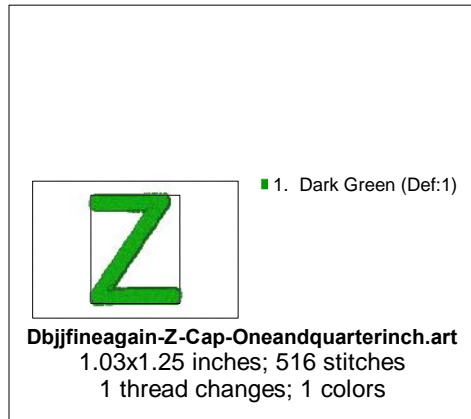 1. Dark Green (Def:1)
Z
Dbjjfineagain-Z-Cap-Oneandquarterinch.art
1.03x1.25 inches; 516 stitches
1 thread changes; 1 colors